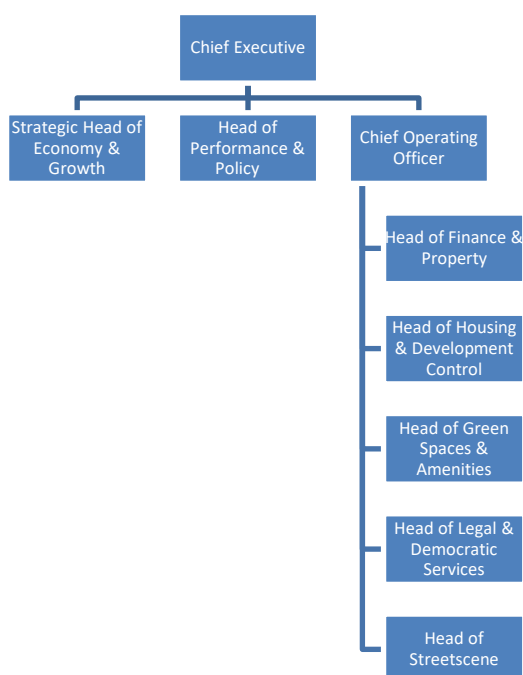 Chief Executive
Strategic Head of
Economy &
Growth
Head of
Performance &
Policy
Chief Operating
Officer
Head of Finance &
Property
Head of Housing
& Development
Control
Head of Green
Spaces &
Amenities
Head of Legal &
Democratic
Services
Head of
Streetscene